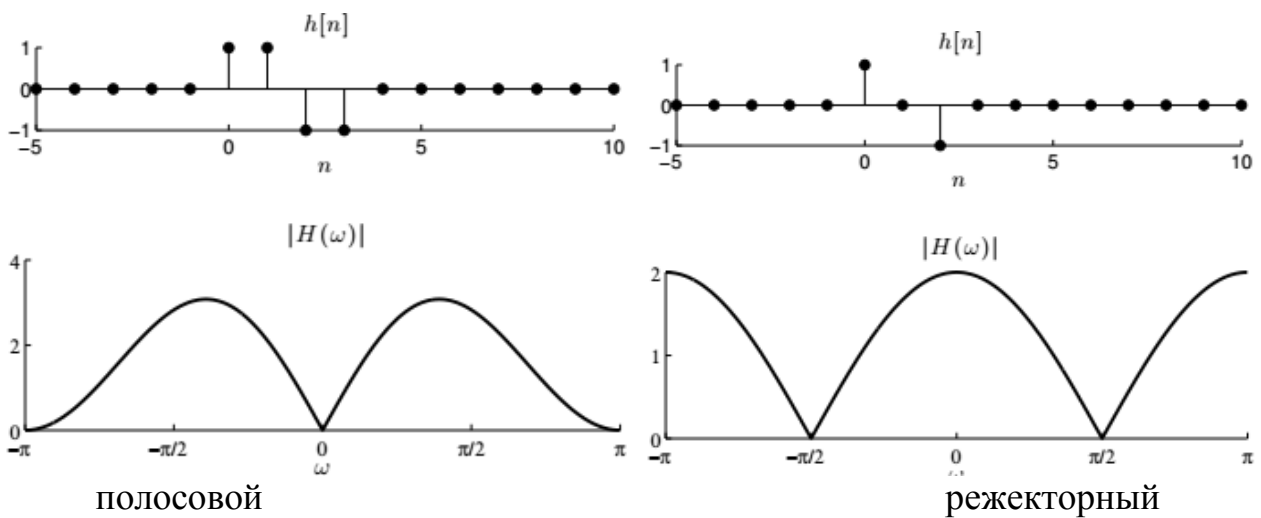 h[n]
1
0
−1
−5 0 5 10
n
|H(ω)|
4
2
0
−π −π/2 0 π/2 π
ω
полосовой
h[n]
1
0
−1
−5 0 5 10
n
|H(ω)|
2
1
0
−π −π/2 0 π/2 π
режекторный